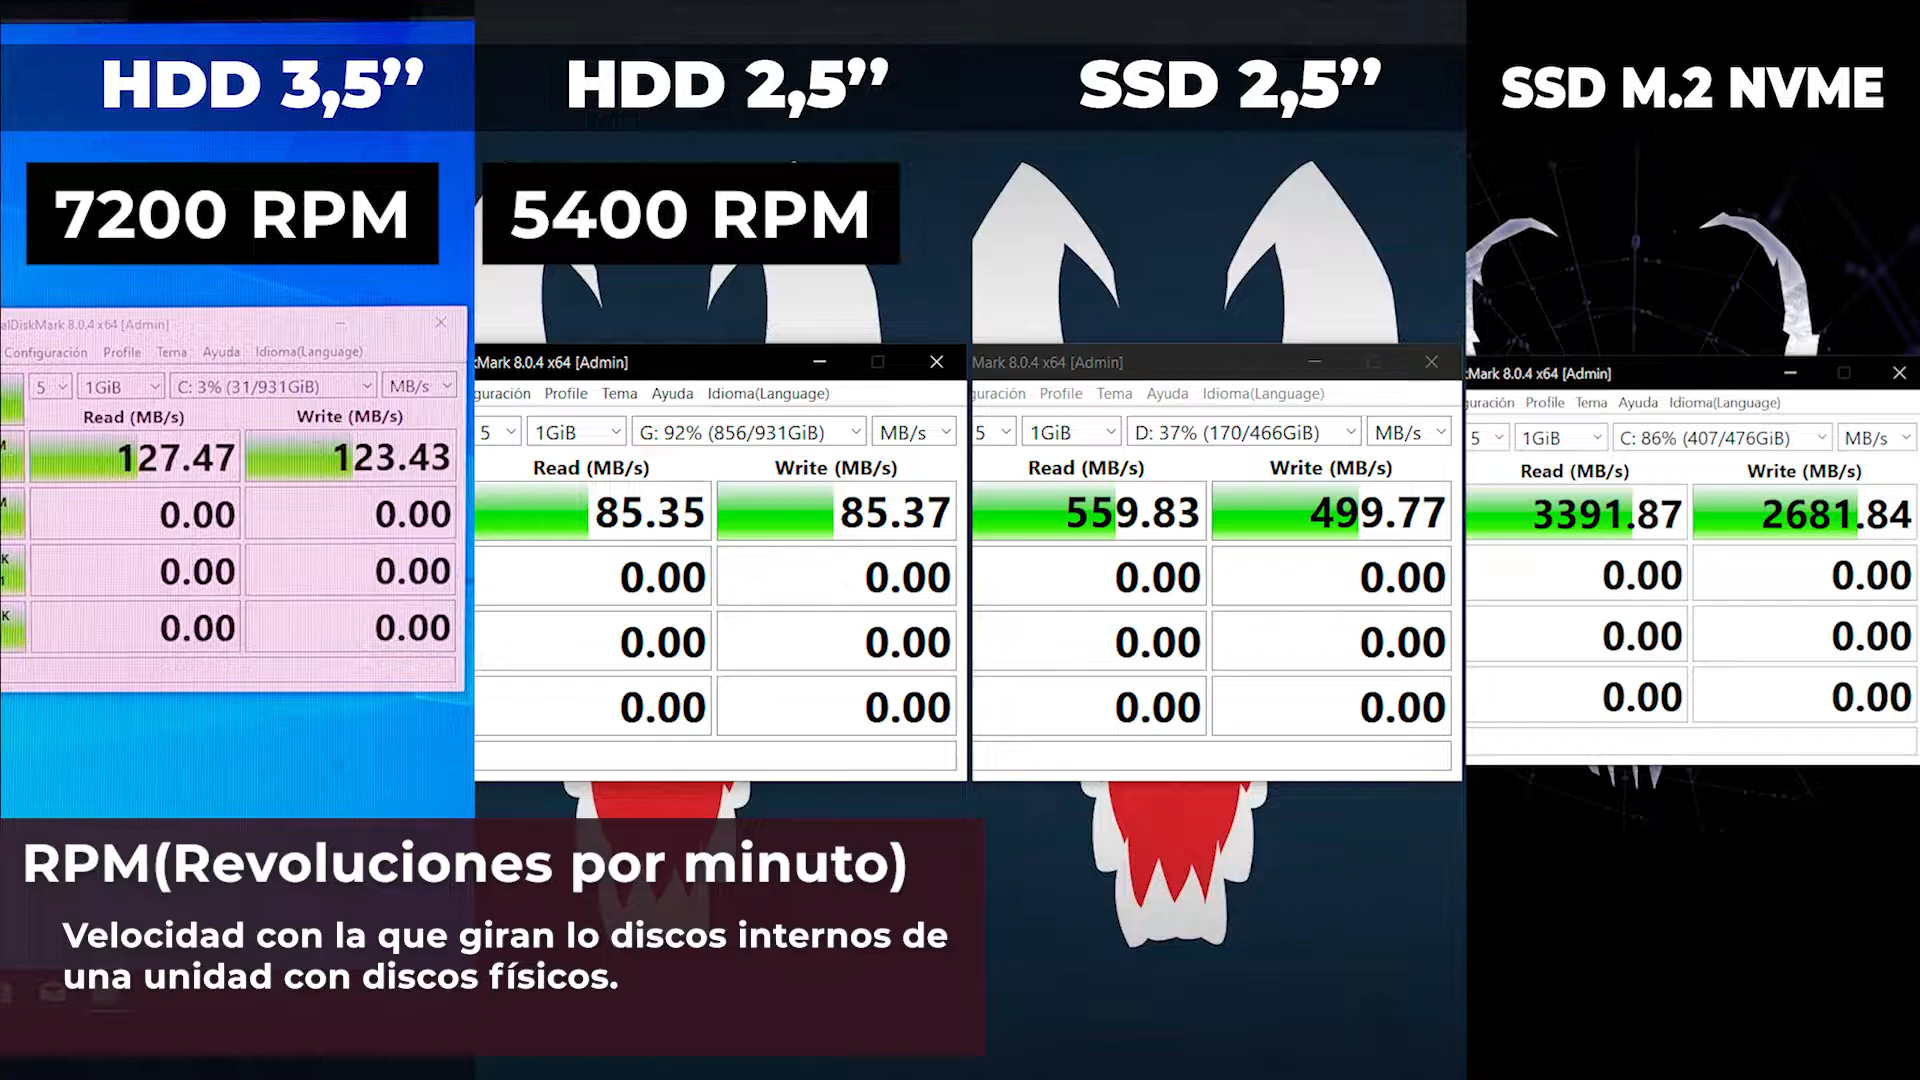 HDD 3,5’’
HDD 2,5’’
SSD 2,5’’
SSD M.2 NVME
7200 RPM
5400 RPM
alDiskMark 8.0.4 x64 [Admin]
Configuración Profile Tema Ayuda Idioma(Language)
5 1GiB C: 3% (31/931GiB) MB/s
Read (MB/s) Write (MB/s)
127.47 123.43
0.00 0.00
0.00 0.00
0.00 0.00
kMark 8.0.4 x64 [Admin]
guración Profile Tema Ayuda Idioma(Language)
5 1GiB G: 92% (856/931GiB) MB/s
Read (MB/s) Write (MB/s)
85.35 85.37
0.00 0.00
0.00 0.00
0.00 0.00
Mark 8.0.4 x64 [Admin]
guración Profile Tema Ayuda Idioma(Language)
5 1GiB D: 37% (170/466GiB) MB/s
Read (MB/s) Write (MB/s)
559.83 499.77
0.00 0.00
0.00 0.00
0.00 0.00
kMark 8.0.4 x64 [Admin]
guración Profile Tema Ayuda Idioma(Language)
5 1GiB C: 86% (407/476GiB) MB/s
Read (MB/s) Write (MB/s)
3391.87 2681.84
0.00 0.00
0.00 0.00
0.00 0.00
RPM(Revoluciones por minuto)
Velocidad con la que giran lo discos internos de
una unidad con discos físicos.